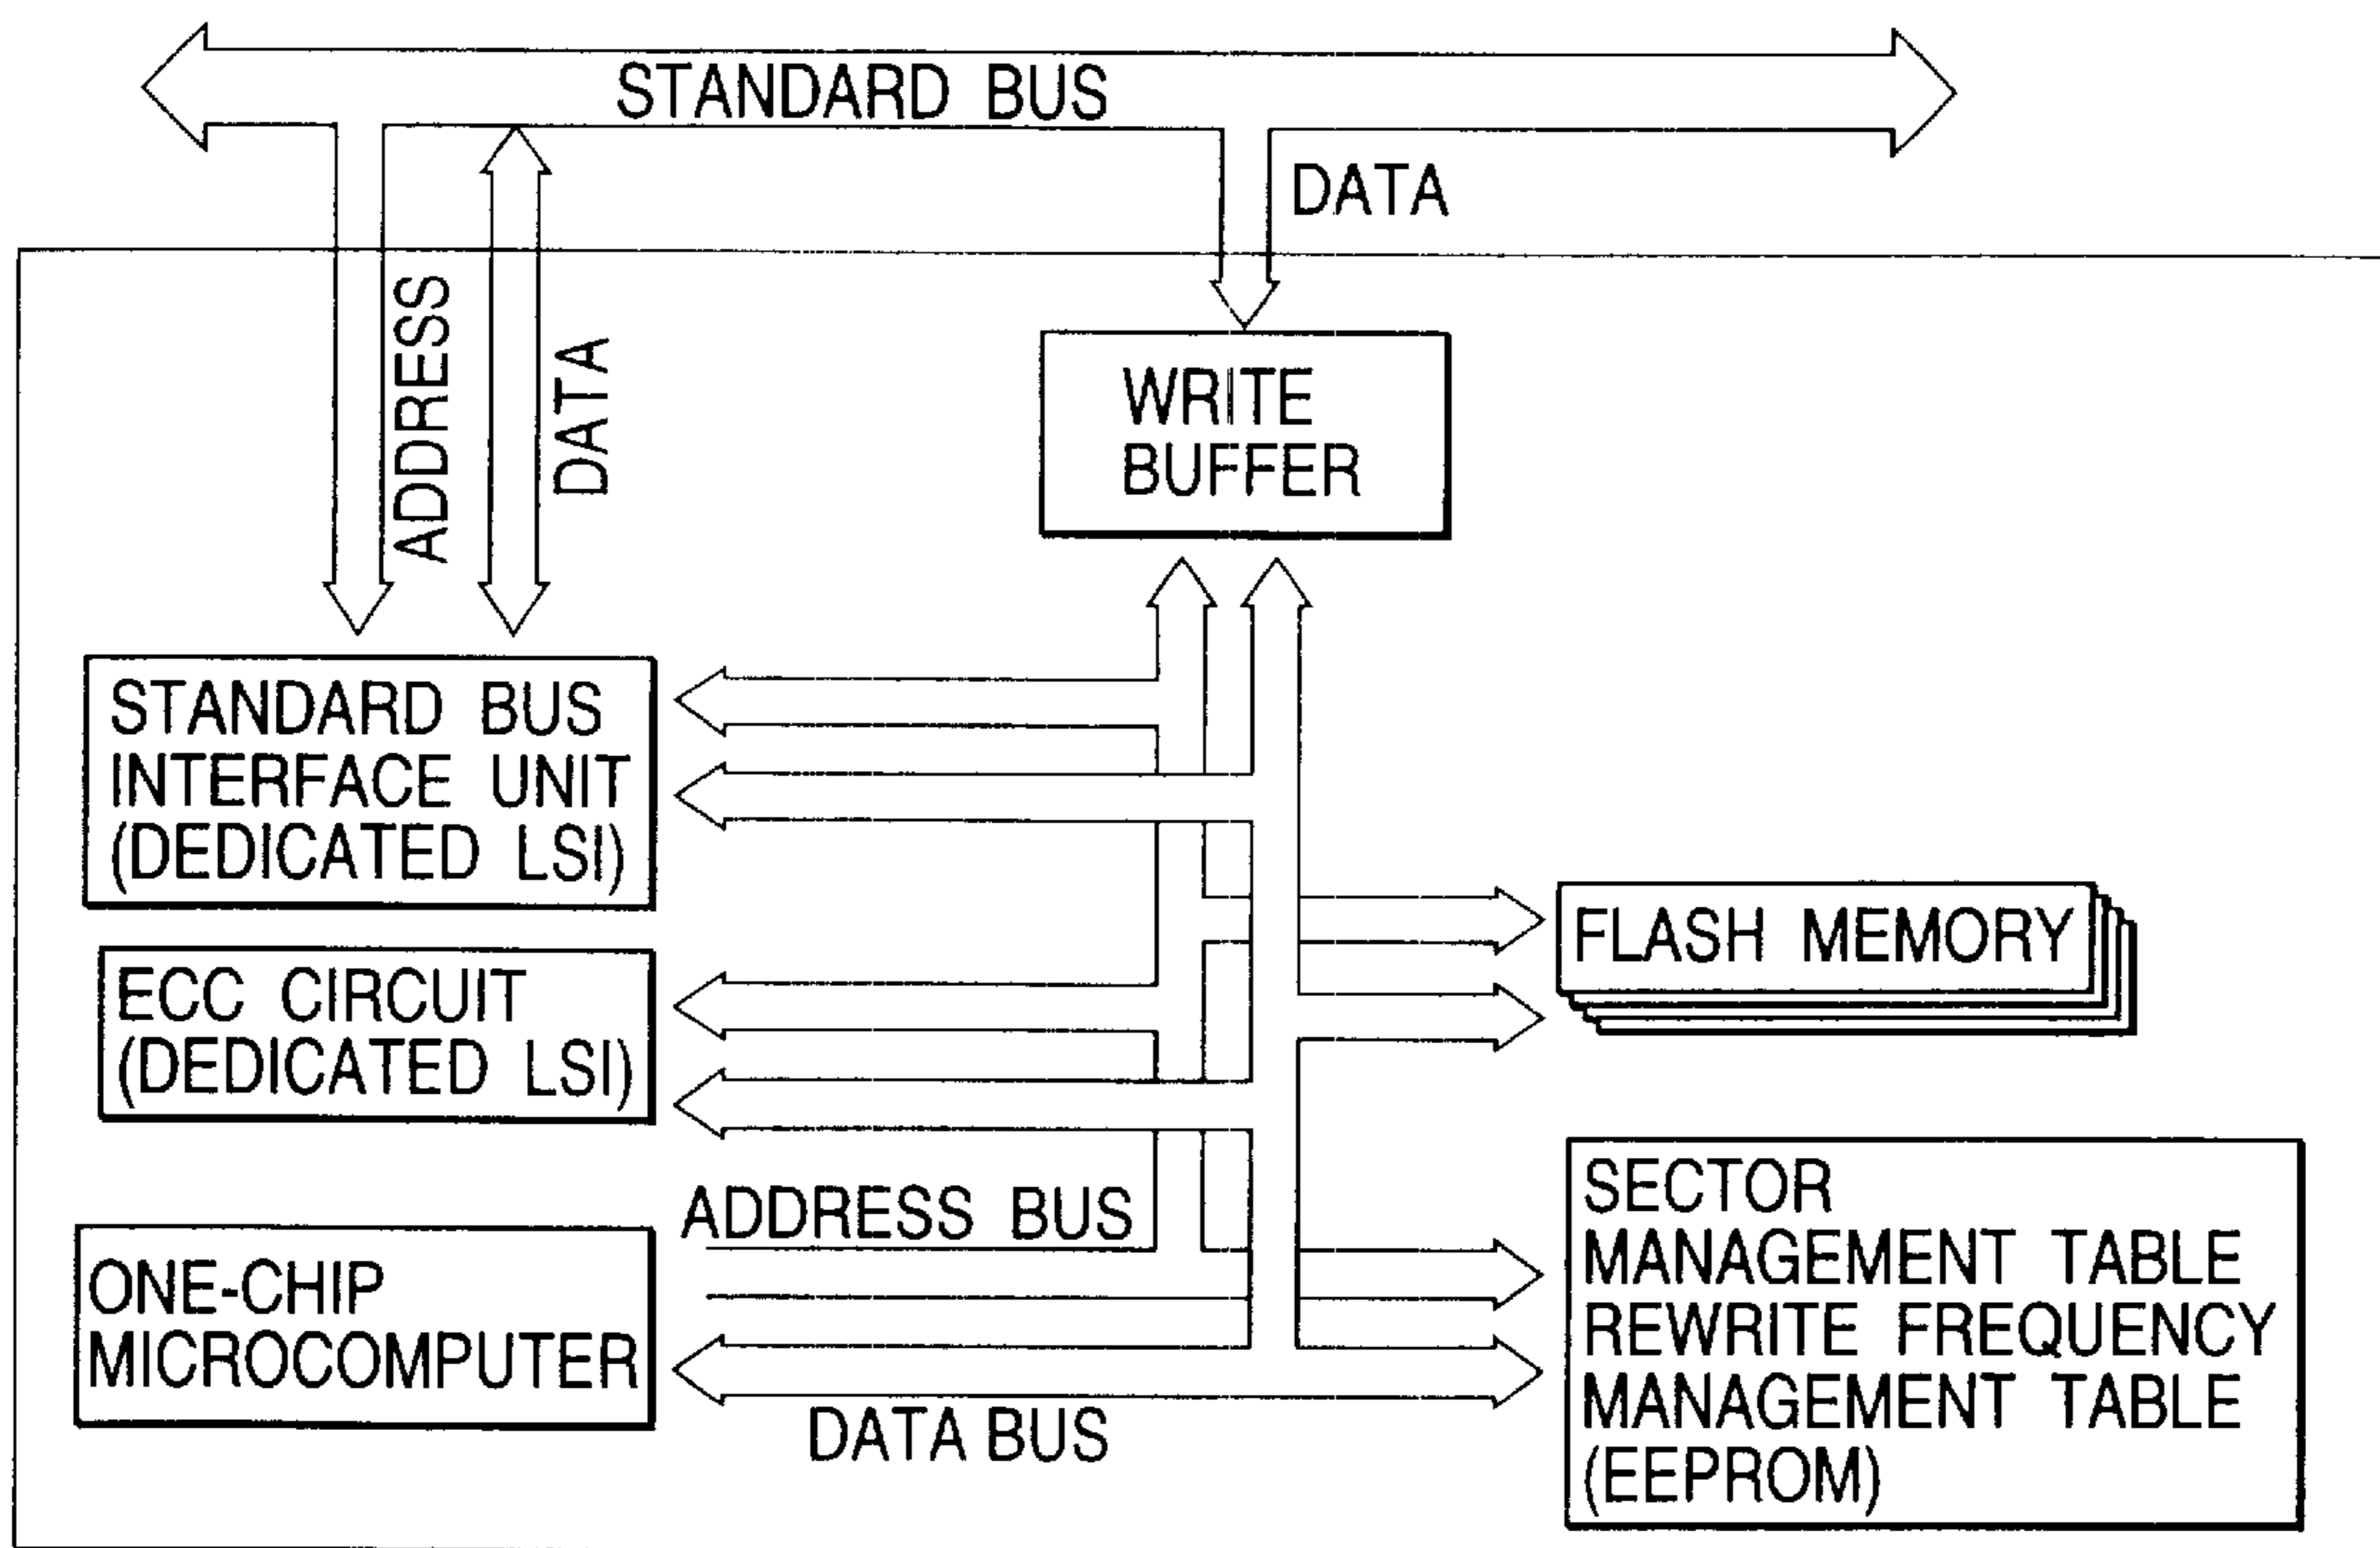 STANDARD BUS
DATA
ADDRESS
DATA
WRITE
BUFFER
STANDARD BUS
INTERFACE UNIT
(DEDICATED LSI)
FLASH MEMORY
ECC CIRCUIT
(DEDICATED LSI)
ADDRESS BUS
ONE-CHIP
MICROCOMPUTER
DATA BUS
SECTOR
MANAGEMENT TABLE
REWRITE FREQUENCY
MANAGEMENT TABLE
(EEPROM)